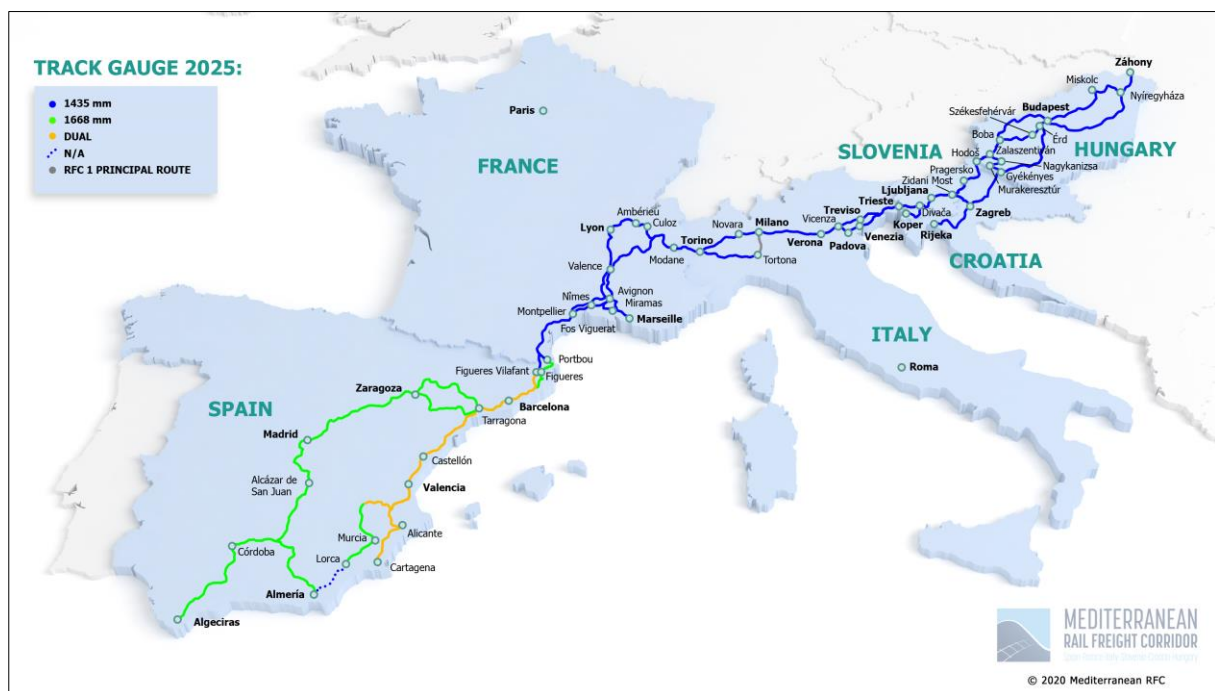 TRACK GAUGE 2025:
1435 mm
1668 mm
DUAL
N/A
RFC 1 PRINCIPAL ROUTE
Paris
FRANCE
Záhony
Miskolc
Nyíregyháza
Székesfehérvár
Budapest
Boba
Érd
SLOVENIA
HUNGARY
Hodoš
Zalaszentiván
Pragersko
Nagykanizsa
Zidani Most
Gyékényes
Murakeresztúr
Ljubljana
Trieste
Treviso
Vicenza
Divača
Zagreb
Koper
Rijeka
Venezia
Padova
Verona
Milano
Novara
Torino
Tortona
Modane
Ambérieu
Culoz
Lyon
CROATIA
Valence
Avignon
Nîmes
Miramas
Montpellier
Marseille
Fos Viguerat
ITALY
Roma
Portbou
Figueres Vilafant
Figueres
Zaragoza
Barcelona
SPAIN
Tarragona
Madrid
Castellón
Alcázar de
San Juan
Valencia
Alicante
Murcia
Córdoba
Lorca
Cartagena
Almería
Algeciras
MEDITERRANEAN
RAIL FREIGHT CORRIDOR
© 2020 Mediterranean RFC